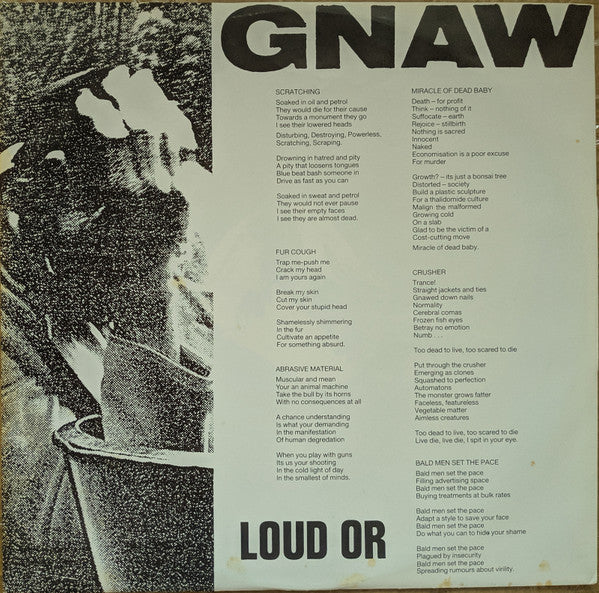 GNAW
SCRATCHING
Soaked in oil and petrol
They would die for their cause
Towards a monument they go
I see their lowered heads
Disturbing, Destroying, Powerless,
Scratching, Scraping.
Drowning in hatred and pity
A pity that loosens tongues
Blue beat bash someone in
Drive as fast as you can
Soaked in sweat and petrol
They would not ever pause
I see their empty faces
I see they are almost dead.
FUR COUGH
Trap me-push me
Crack my head
I am yours again
Break my skin
Cut my skin
Cover your stupid head
Shamelessly shimmering
In the fur
Cultivate an appetite
For something absurd.
ABRASIVE MATERIAL
Muscular and mean
Your an animal machine
Take the bull by its horns
With no consequences at all
A chance understanding
Is what your demanding
In the manifestation
Of human degredation
When you play with guns
Its us your shooting
In the cold light of day
In the smallest of minds.
MIRACLE OF DEAD BABY
Death – for profit
Think – nothing of it
Suffocate – earth
Rejoice – stillbirth
Nothing is sacred
Innocent
Naked
Economisation is a poor excuse
For murder
Growth? – its just a bonsai tree
Distorted – society
Build a plastic sculpture
For a thalidomide culture
Malign the malformed
Growing cold
On a slab
Glad to be the victim of a
Cost-cutting move
Miracle of dead baby.
CRUSHER
Trance!
Straight jackets and ties
Gnawed down nails
Normality
Cerebral comas
Frozen fish eyes
Betray no emotion
Numb . . .
Too dead to live, too scared to die
Put through the crusher
Emerging as clones
Squashed to perfection
Automatons
The monster grows fatter
Faceless, featureless
Vegetable matter
Aimless creatures
Too dead to live, too scared to die
Live die, live die, I spit in your eye.
BALD MEN SET THE PACE
Bald men set the pace
Filling advertising space
Bald men set the pace
Buying treatments at bulk rates
Bald men set the pace
Adapt a style to save your face
Bald men set the pace
Do what you can to hide your shame
Bald men set the pace
Plagued by insecurity
Bald men set the pace
Spreading rumours about virility.
LOUD OR